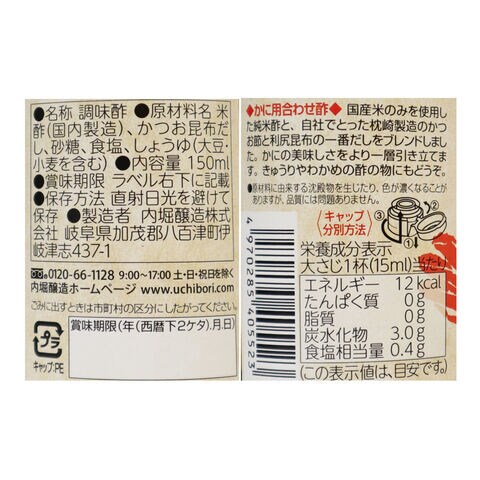 ●名称 調味酢 ●原材料名 米
酢(国内製造)、かつお昆布だ
し、砂糖、食塩、しょうゆ(大豆・
小麦を含む) ●内容量 150ml
●賞味期限 ラベル右下に記載
●保存方法 直射日光を避けて
保存 ●製造者 内堀醸造株式
会社 岐阜県加茂郡八百津町伊
岐津志437-1
0120-66-1128 9:00〜17:00 土・日・祝日を除く
内堀醸造ホームページ www.uchibori.com
ごみに出すときは市町村の区分にしたがってください。
プラ
キャップ:PE
賞味期限(年(西暦下2ケタ).月.日)
◆かに用合わせ酢◆ 国産米のみを使用し
た純米酢と、自社でとった枕崎製造のかつ
お節と利尻昆布の一番だしをブレンドしまし
た。かにの美味しさをより一層引き立てま
す。きゅうりやわかめの酢の物にもどうぞ。
●原材料に由来する沈殿物を生じたり、色が濃くなることが
ありますが、品質には問題ありません。
キャップ
分別方法
①
②
③
栄養成分表示
大さじ1杯(15ml)当たり
エネルギー 12kcal
たんぱく質 0g
脂質 0g
炭水化物 3.0g
食塩相当量 0.4g
(この表示値は、目安です。)
4970285405523